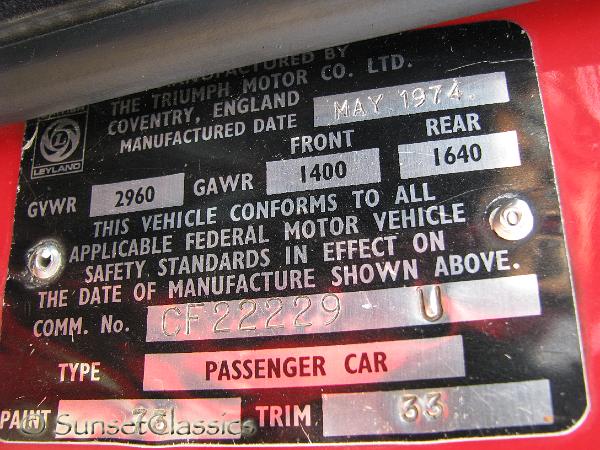 MANUFACTURED BY
THE TRIUMPH MOTOR CO. LTD.
COVENTRY, ENGLAND
MANUFACTURED DATE MAY 1974
LEYLAND
FRONT REAR
GVWR 2960 GAWR 1400 1640
THIS VEHICLE CONFORMS TO ALL
APPLICABLE FEDERAL MOTOR VEHICLE
SAFETY STANDARDS IN EFFECT ON
THE DATE OF MANUFACTURE SHOWN ABOVE.
COMM. No. CF22229 U
TYPE PASSENGER CAR
PAINT TRIM 33
© SunsetClassics